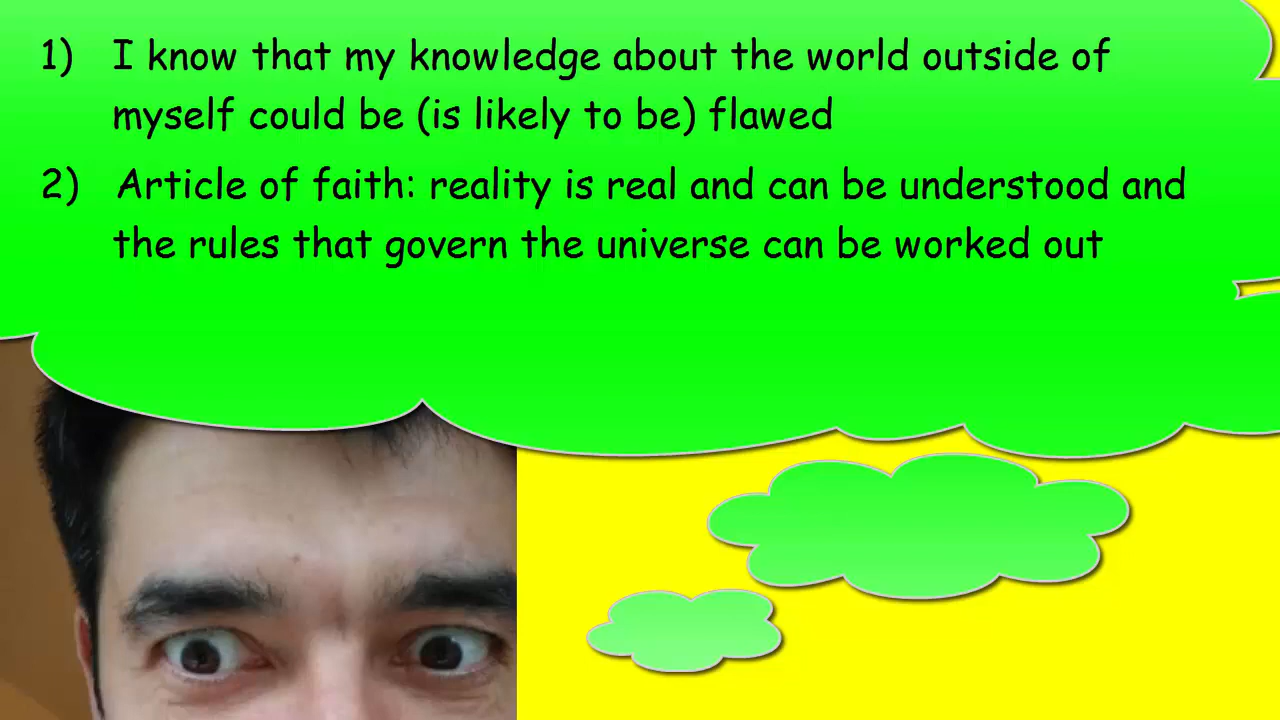 1) I know that my knowledge about the world outside of
myself could be (is likely to be) flawed
2) Article of faith: reality is real and can be understood and
the rules that govern the universe can be worked out